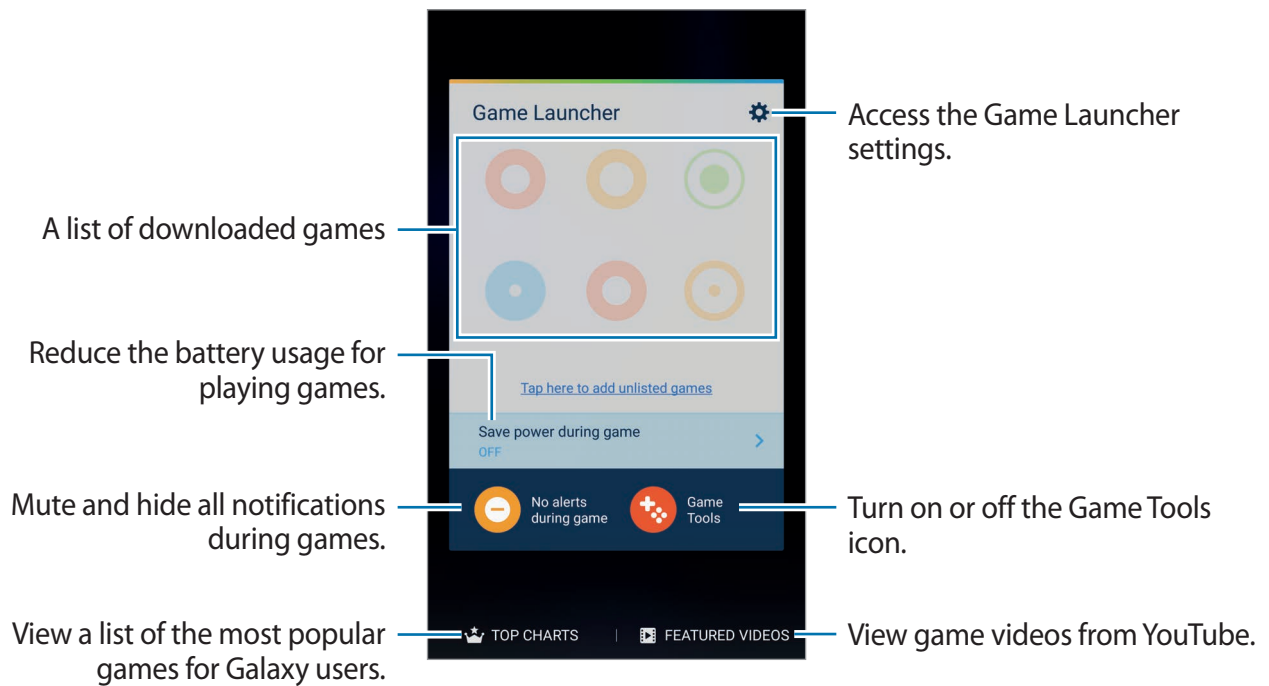 Game Launcher
Access the Game Launcher
settings.
A list of downloaded games
Reduce the battery usage for
playing games.
Tap here to add unlisted games
Save power during game
OFF
Mute and hide all notifications
during games.
No alerts
during game
Game
Tools
Turn on or off the Game Tools
icon.
View a list of the most popular
games for Galaxy users.
TOP CHARTS | FEATURED VIDEOS
View game videos from YouTube.